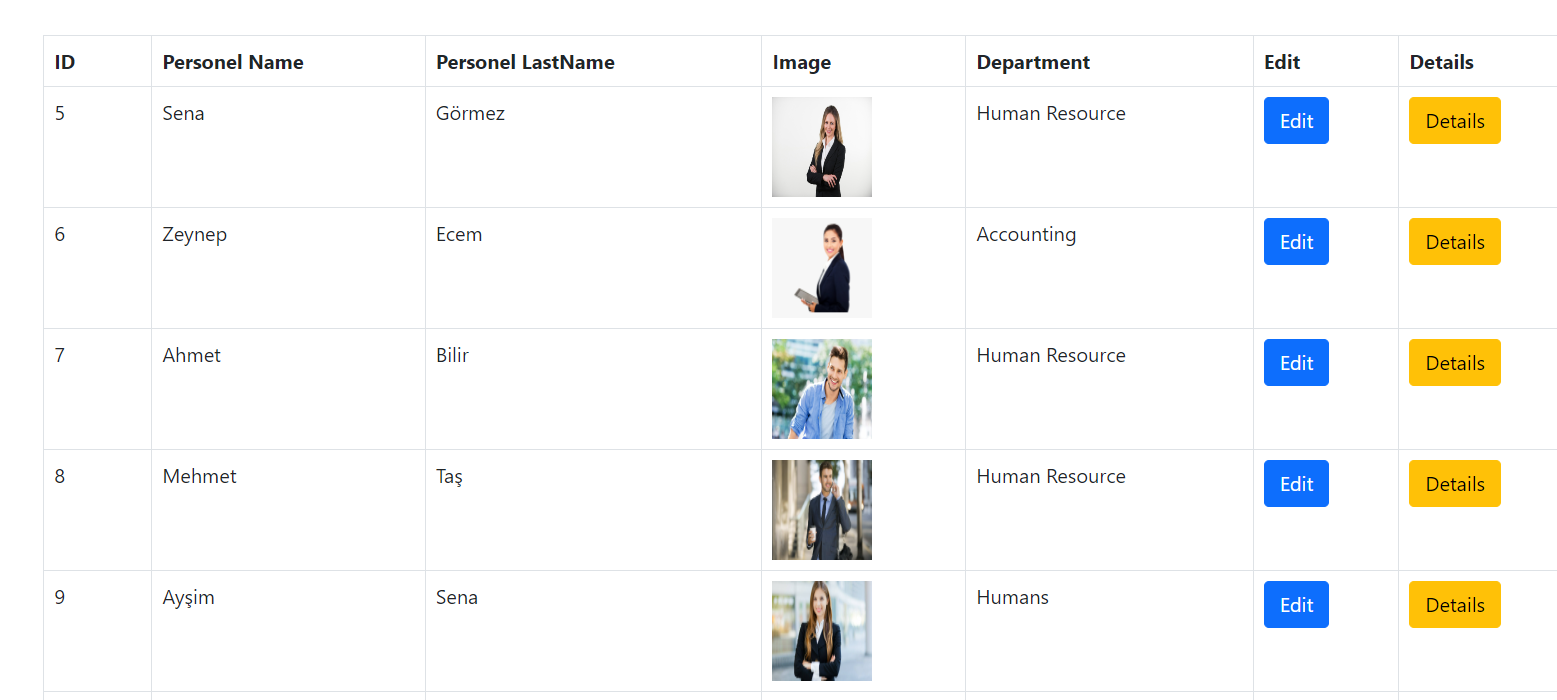 ID Personel Name Personel LastName Image Department Edit Details
5 Sena Görmez Human Resource Edit Details
6 Zeynep Ecem Accounting Edit Details
7 Ahmet Bilir Human Resource Edit Details
8 Mehmet Taş Human Resource Edit Details
9 Ayşim Sena Humans Edit Details